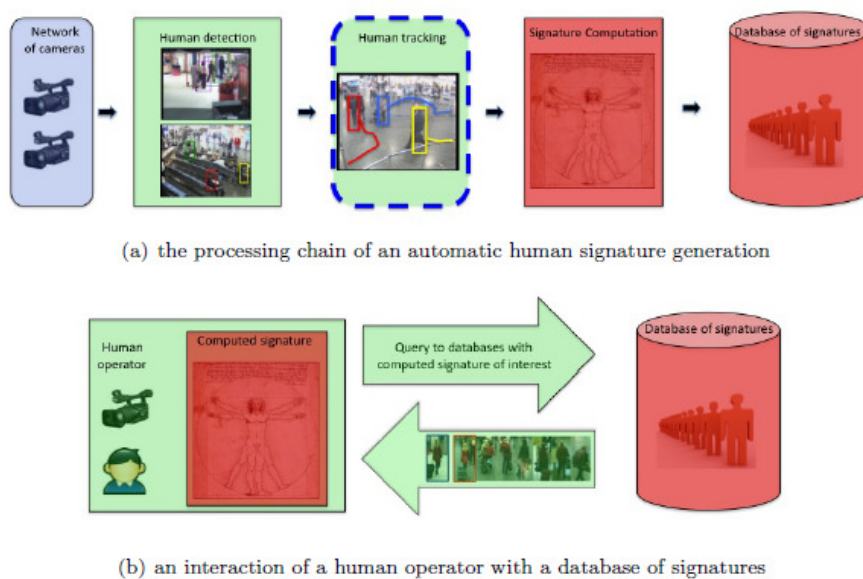 Network
of cameras
Human detection
Human tracking
Signature Computation
Database of signatures
(a) the processing chain of an automatic human signature generation
Human
operator
Computed signature
Query to databases with
computed signature of interest
Database of signatures
(b) an interaction of a human operator with a database of signatures